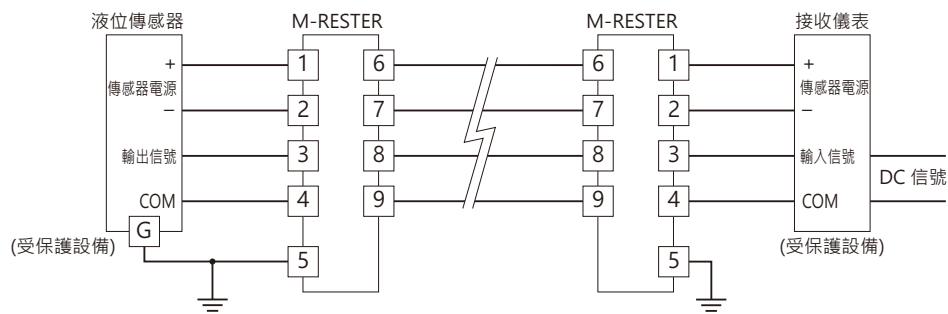 液位傳感器
M-RESTER
M-RESTER
接收儀表
+
1
6
6
1
+
傳感器電源
傳感器電源
−
2
7
7
2
−
輸出信號
3
8
8
3
輸入信號
DC 信號
COM
4
9
9
4
COM
G
(受保護設備)
(受保護設備)
5
5